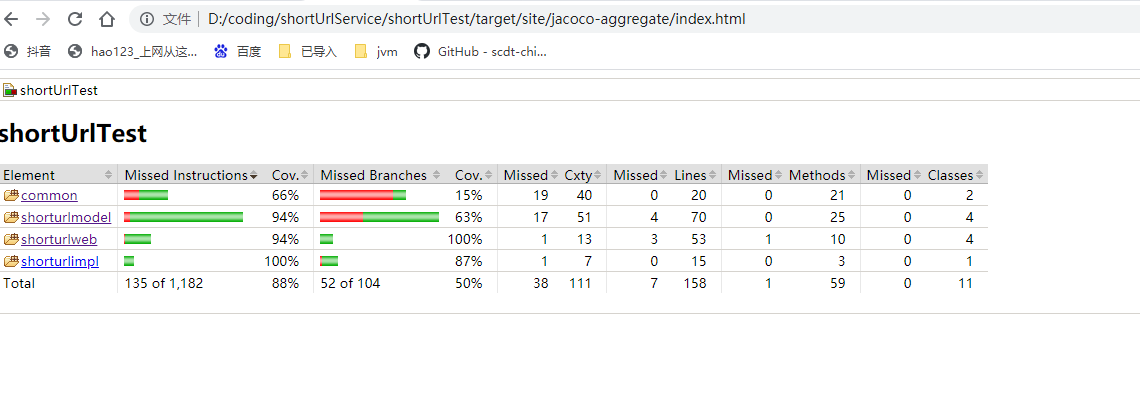 文件 D:/coding/shortUrlService/shortUrlTest/target/site/jacoco-aggregate/index.html
抖音 hao123_上网从这... 百度 已导入 jvm GitHub - scdt-chi...
shortUrlTest
shortUrlTest
Element Missed Instructions Cov. Missed Branches Cov. Missed Cxty Missed Lines Missed Methods Missed Classes
common 66% 15% 19 40 0 20 0 21 0 2
shorturlmodel 94% 63% 17 51 4 70 0 25 0 4
shorturlweb 94% 100% 1 13 3 53 1 10 0 4
shorturlimpl 100% 87% 1 7 0 15 0 3 0 1
Total 135 of 1,182 88% 52 of 104 50% 38 111 7 158 1 59 0 11